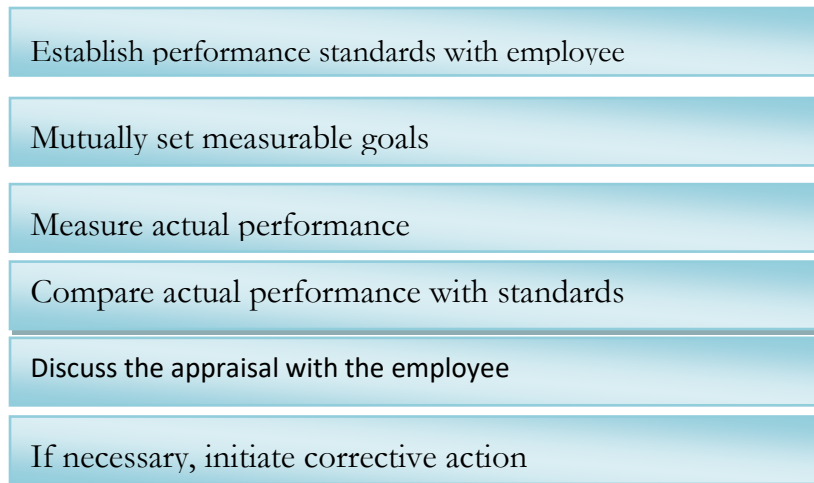 Establish performance standards with employee
Mutually set measurable goals
Measure actual performance
Compare actual performance with standards
Discuss the appraisal with the employee
If necessary, initiate corrective action